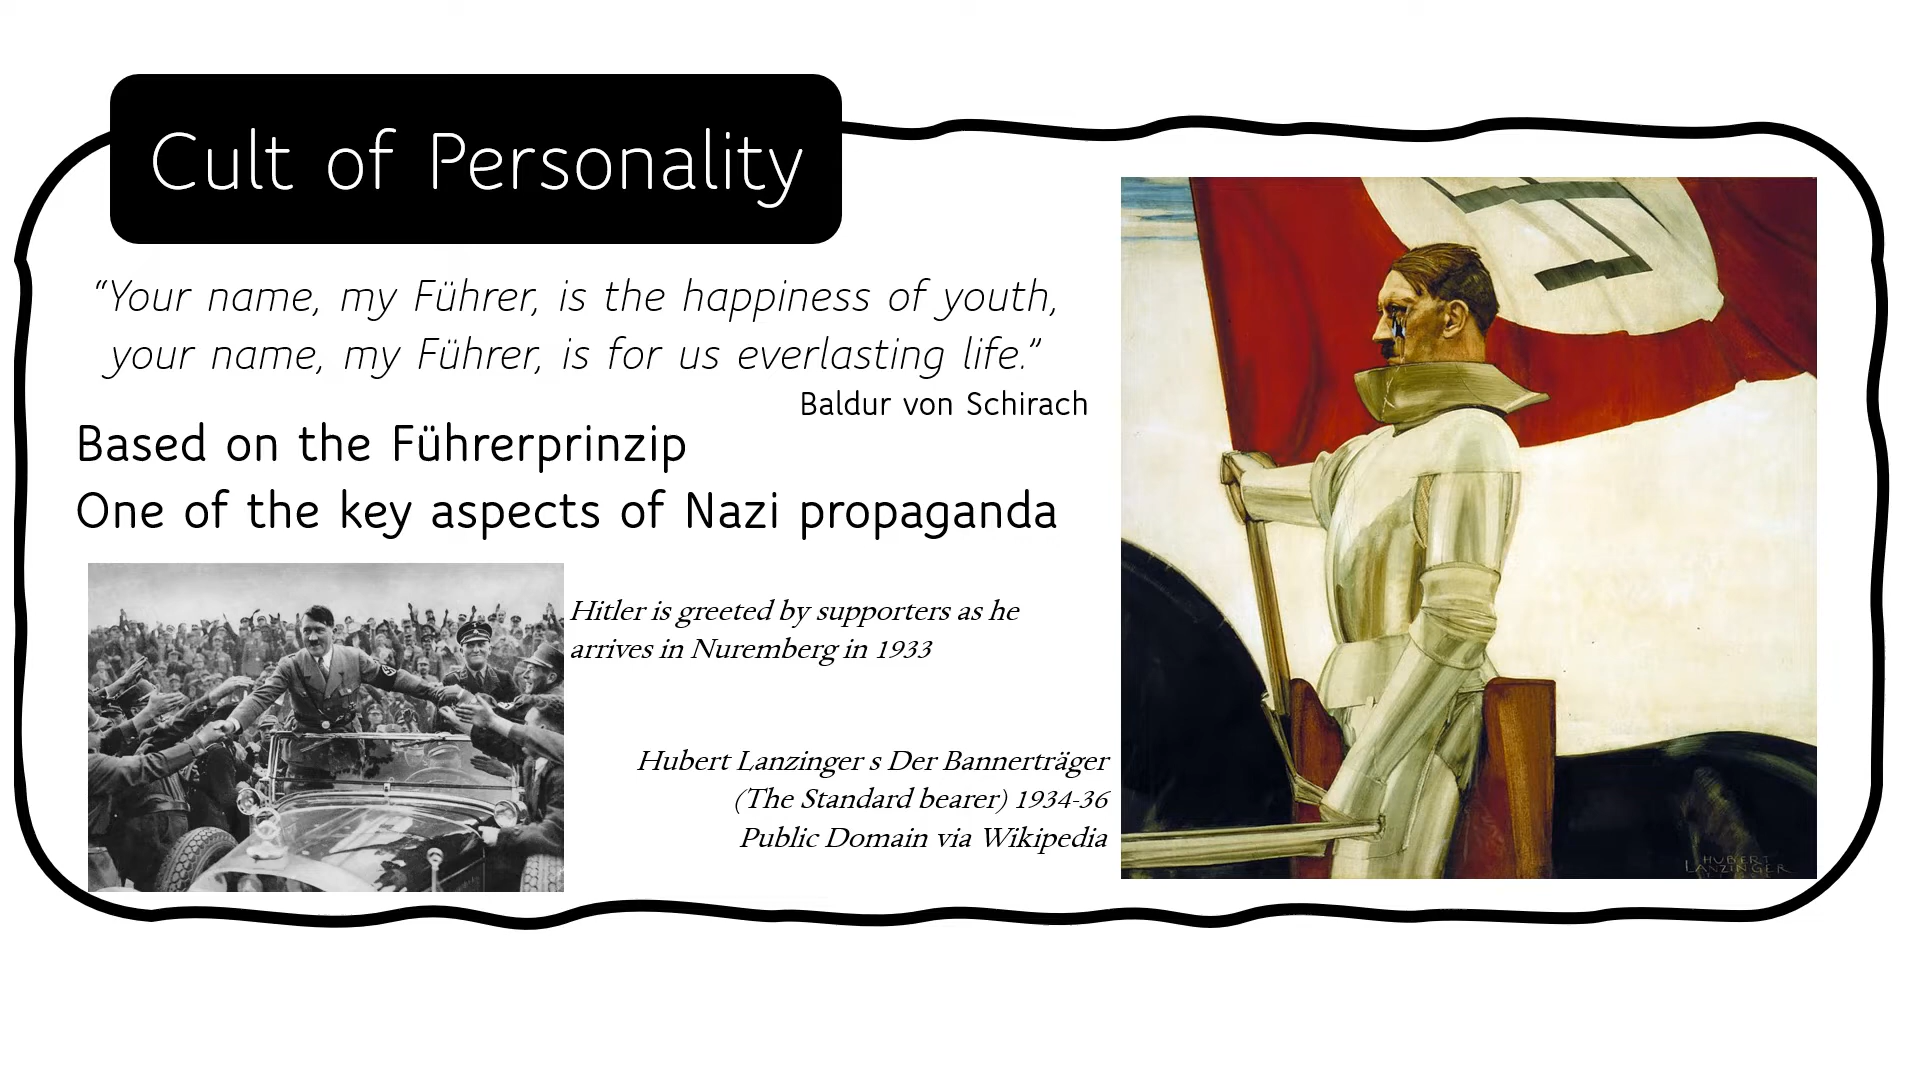 Cult of Personality
“Your name, my Führer, is the happiness of youth,
your name, my Führer, is for us everlasting life.”
Baldur von Schirach
Based on the Führerprinzip
One of the key aspects of Nazi propaganda
Hitler is greeted by supporters as he
arrives in Nuremberg in 1933
Hubert Lanzinger s Der Bannerträger
(The Standard bearer) 1934-36
Public Domain via Wikipedia
HUBERT
LANZINGER